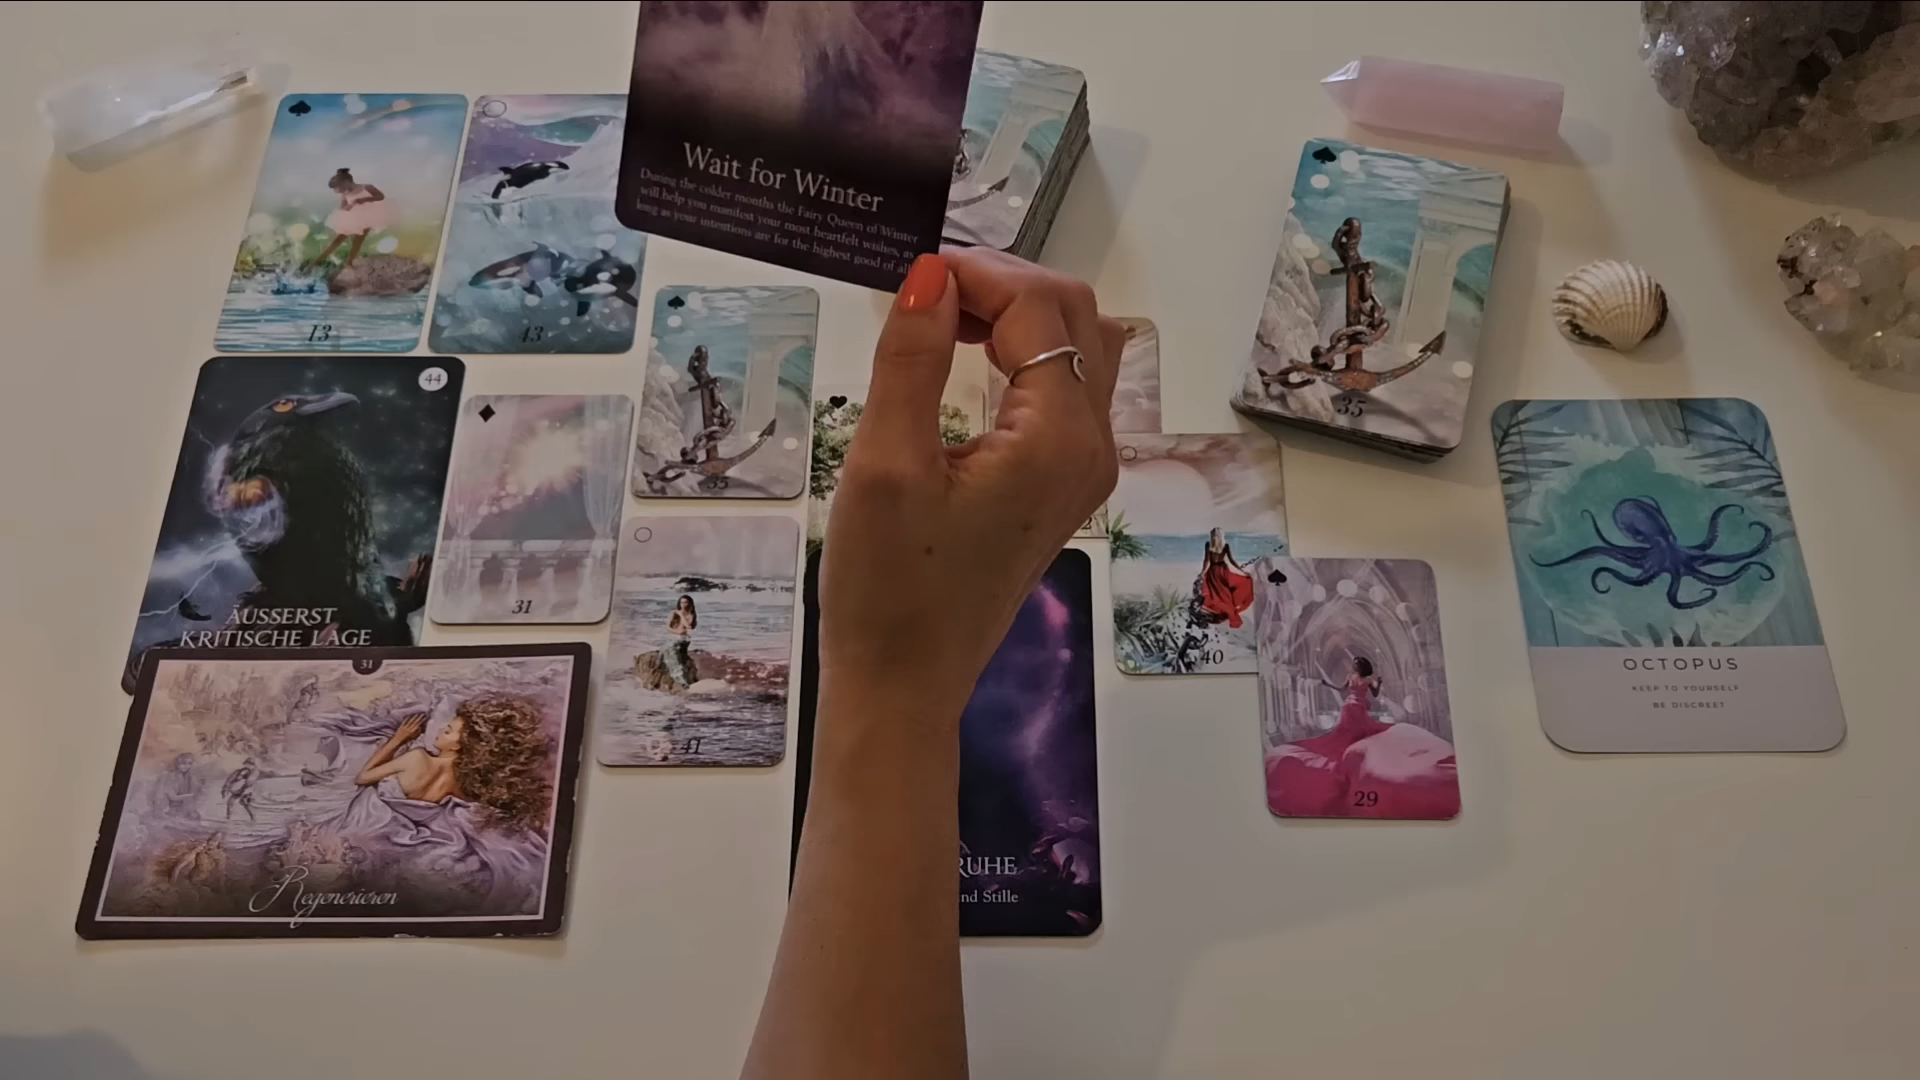 Wait for Winter
During the colder months the Fairy Queen of Winter
will help you manifest your most heartfelt wishes, as
long as your intentions are for the highest good of all
13
43
35
35
44
ÄUSSERST
KRITISCHE LAGE
31
41
40
29
OCTOPUS
KEEP TO YOURSELF
BE DISCREET
31
Regenerieren
RUHE
nd Stille